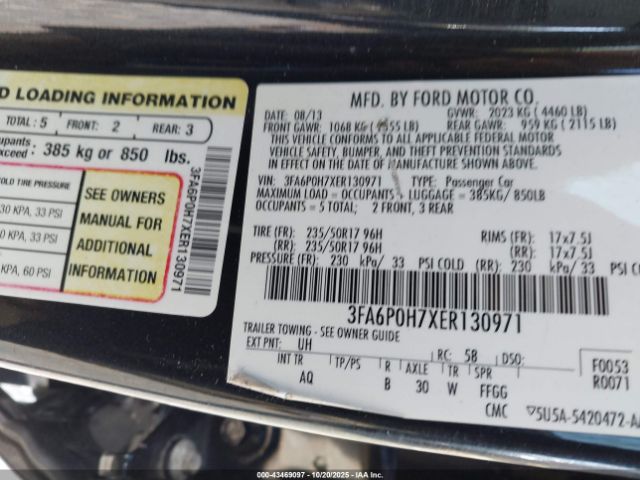 D LOADING INFORMATION
TOTAL: 5 FRONT: 2 REAR: 3
upants
exceed: 385 kg or 850 lbs.
OLD TIRE PRESSURE
30 KPA, 33 PSI
0 KPA, 33 PSI
KPA, 60 PSI
SEE OWNERS
MANUAL FOR
ADDITIONAL
INFORMATION
3FA6P0H7XER130971
MFD. BY FORD MOTOR CO.
DATE: 08/13 GVWR: 2023 KG ( 4460 LB)
FRONT GAWR: 1068 KG ( 55 LB) REAR GAWR: 959 KG ( 2115 LB)
THIS VEHICLE CONFORMS TO ALL APPLICABLE FEDERAL MOTOR
VEHICLE SAFETY, BUMPER, AND THEFT PREVENTION STANDARDS
IN EFFECT ON THE DATE OF MANUFACTURE SHOWN ABOVE.
VIN: 3FA6P0H7XER130971 TYPE: Passenger Car
MAXIMUM LOAD = OCCUPANTS + LUGGAGE = 385KG/ 850LB
OCCUPANTS = 5 TOTAL; 2 FRONT, 3 REAR
TIRE (FR): 235/50R17 96H RIMS (FR): 17x7.5J
(RR): 235/50R17 96H (RR): 17x7.5J
PRESSURE (FR): 230 kPa/ 33 PSI COLD (RR): 230 kPa/ 33 PSI COLD
3FA6P0H7XER130971
TRAILER TOWING - SEE OWNER GUIDE
EXT PNT: UH RC: 58 DSO: F0053
INT TR TP/PS R AXLE TR SPR R0071
AQ B 30 W FFGG
CMC 5U5A-5420472-AA
000-43469097 - 10/20/2025 - IAAI.com